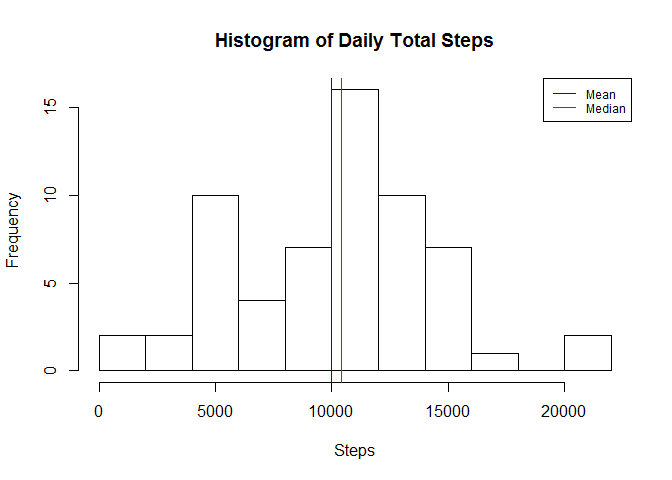 Histogram of Daily Total Steps
Mean
Median
Frequency
15
10
5
0
0 5000 10000 15000 20000
Steps